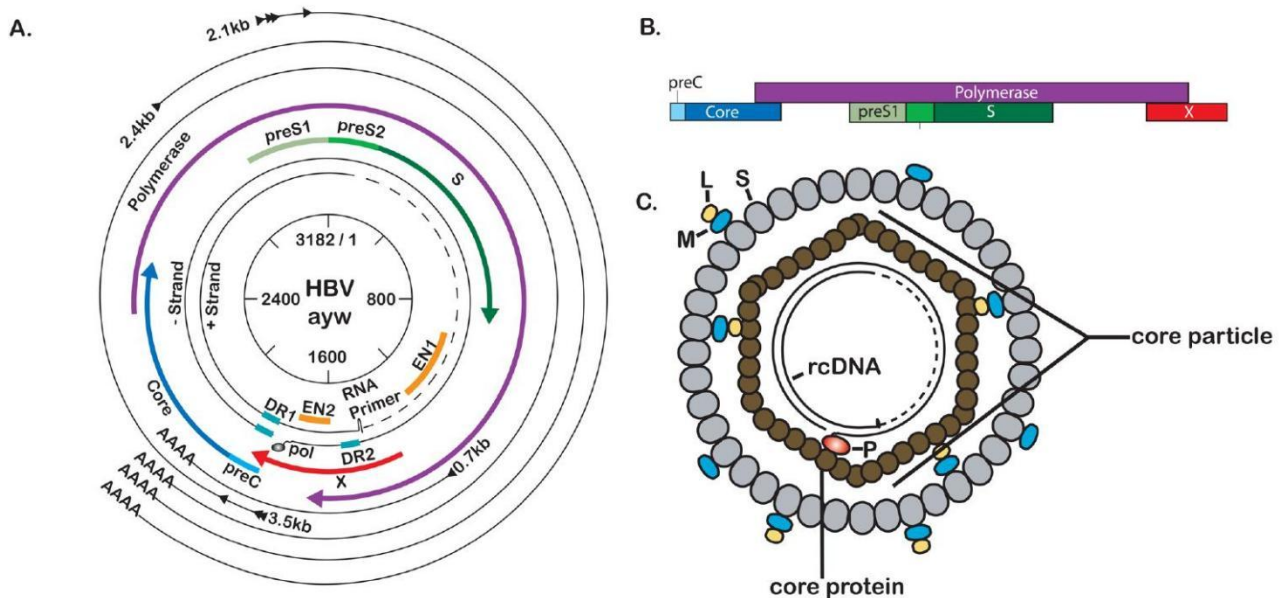 A.
2.1kb
2.4kb
Polymerase
preS1
preS2
S
- Strand
+ Strand
3182 / 1
HBV
ayw
2400
800
1600
EN1
RNA
Primer
EN2
DR1
pol
DR2
X
Core
preC
0.7kb
3.5kb
AAAA
AAAA
AAAA
AAAA
B.
preC
Polymerase
Core
preS1
S
X
C.
L
S
M
rcDNA
P
core particle
core protein